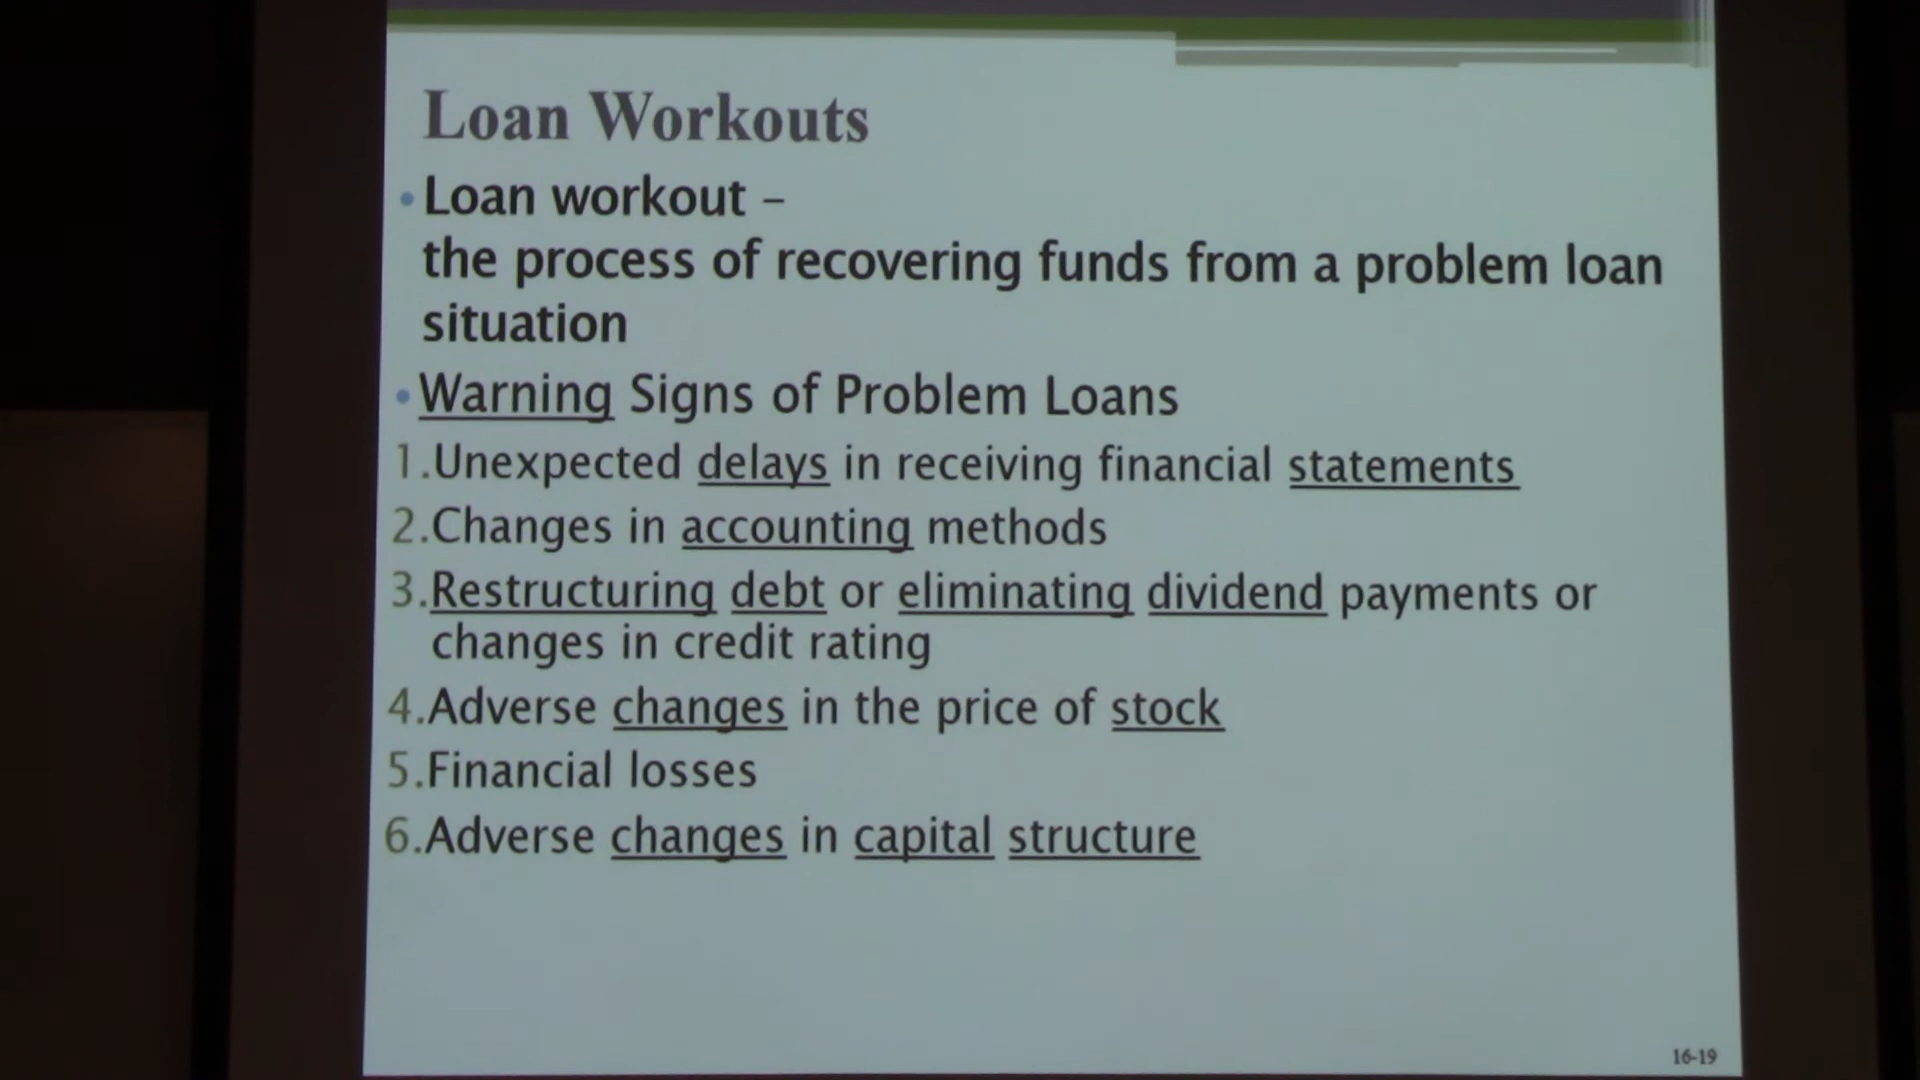 Loan Workouts
• Loan workout –
the process of recovering funds from a problem loan
situation
• Warning Signs of Problem Loans
1. Unexpected delays in receiving financial statements
2. Changes in accounting methods
3. Restructuring debt or eliminating dividend payments or
changes in credit rating
4. Adverse changes in the price of stock
5. Financial losses
6. Adverse changes in capital structure
16-19